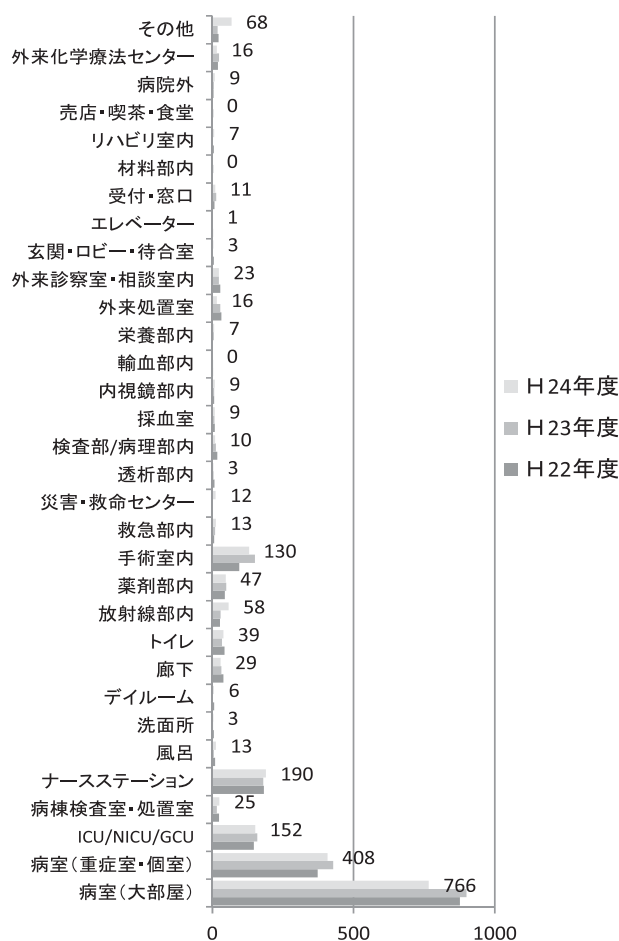 その他 68
外来化学療法センター 16
病院外 9
売店・喫茶・食堂 0
リハビリ室内 7
材料部内 0
受付・窓口 11
エレベーター 1
玄関・ロビー・待合室 3
外来診察室・相談室内 23
外来処置室 16
栄養部内 7
輸血部内 0
内視鏡部内 9
採血室 9
検査部/病理部内 10
透析部内 3
災害・救命センター 12
救急部内 13
手術室内 130
薬剤部内 47
放射線部内 58
トイレ 39
廊下 29
デイルーム 6
洗面所 3
風呂 13
ナースステーション 190
病棟検査室・処置室 25
ICU/NICU/GCU 152
病室(重症室・個室) 408
病室(大部屋) 766
0 500 1000
H24年度
H23年度
H22年度